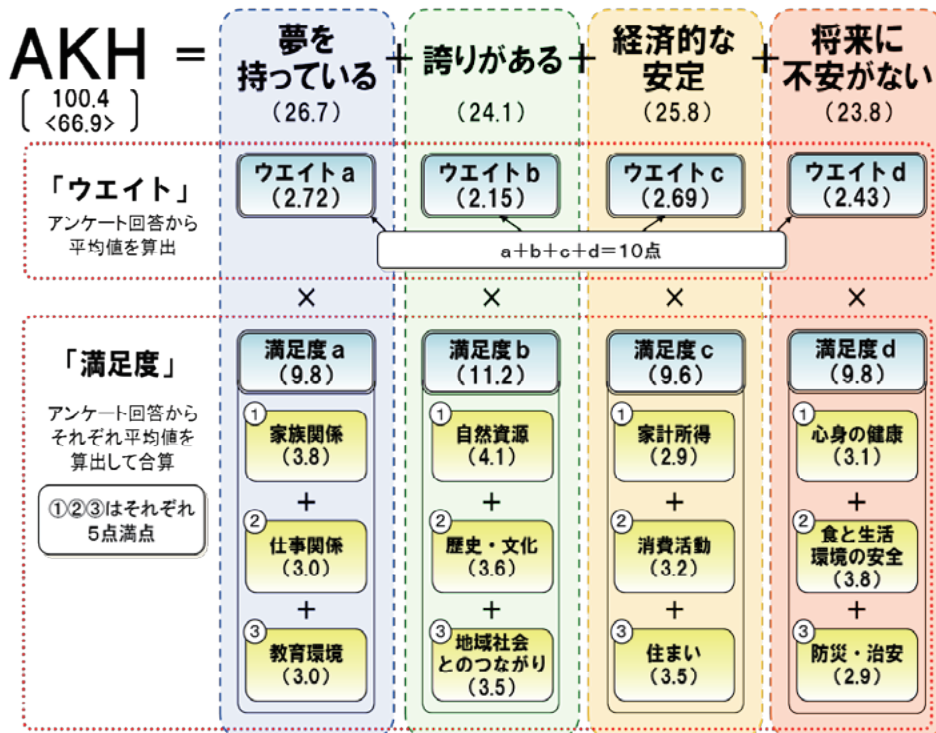 AKH = 夢を持っている + 誇りがある + 経済的な安定 + 将来に不安がない
100.4
<66.9>
(26.7)
(24.1)
(25.8)
(23.8)
「ウエイト」
アンケート回答から
平均値を算出
ウエイトa
(2.72)
ウエイトb
(2.15)
ウエイトc
(2.69)
ウエイトd
(2.43)
a+b+c+d=10点
×
×
×
×
「満足度」
アンケート回答から
それぞれ平均値を
算出して合算
①②③はそれぞれ
5点満点
満足度a
(9.8)
① 家族関係
(3.8)
+
② 仕事関係
(3.0)
+
③ 教育環境
(3.0)
満足度b
(11.2)
① 自然資源
(4.1)
+
② 歴史・文化
(3.6)
+
③ 地域社会
とのつながり
(3.5)
満足度c
(9.6)
① 家計所得
(2.9)
+
② 消費活動
(3.2)
+
③ 住まい
(3.5)
満足度d
(9.8)
① 心身の健康
(3.1)
+
② 食と生活
環境の安全
(3.8)
+
③ 防災・治安
(2.9)